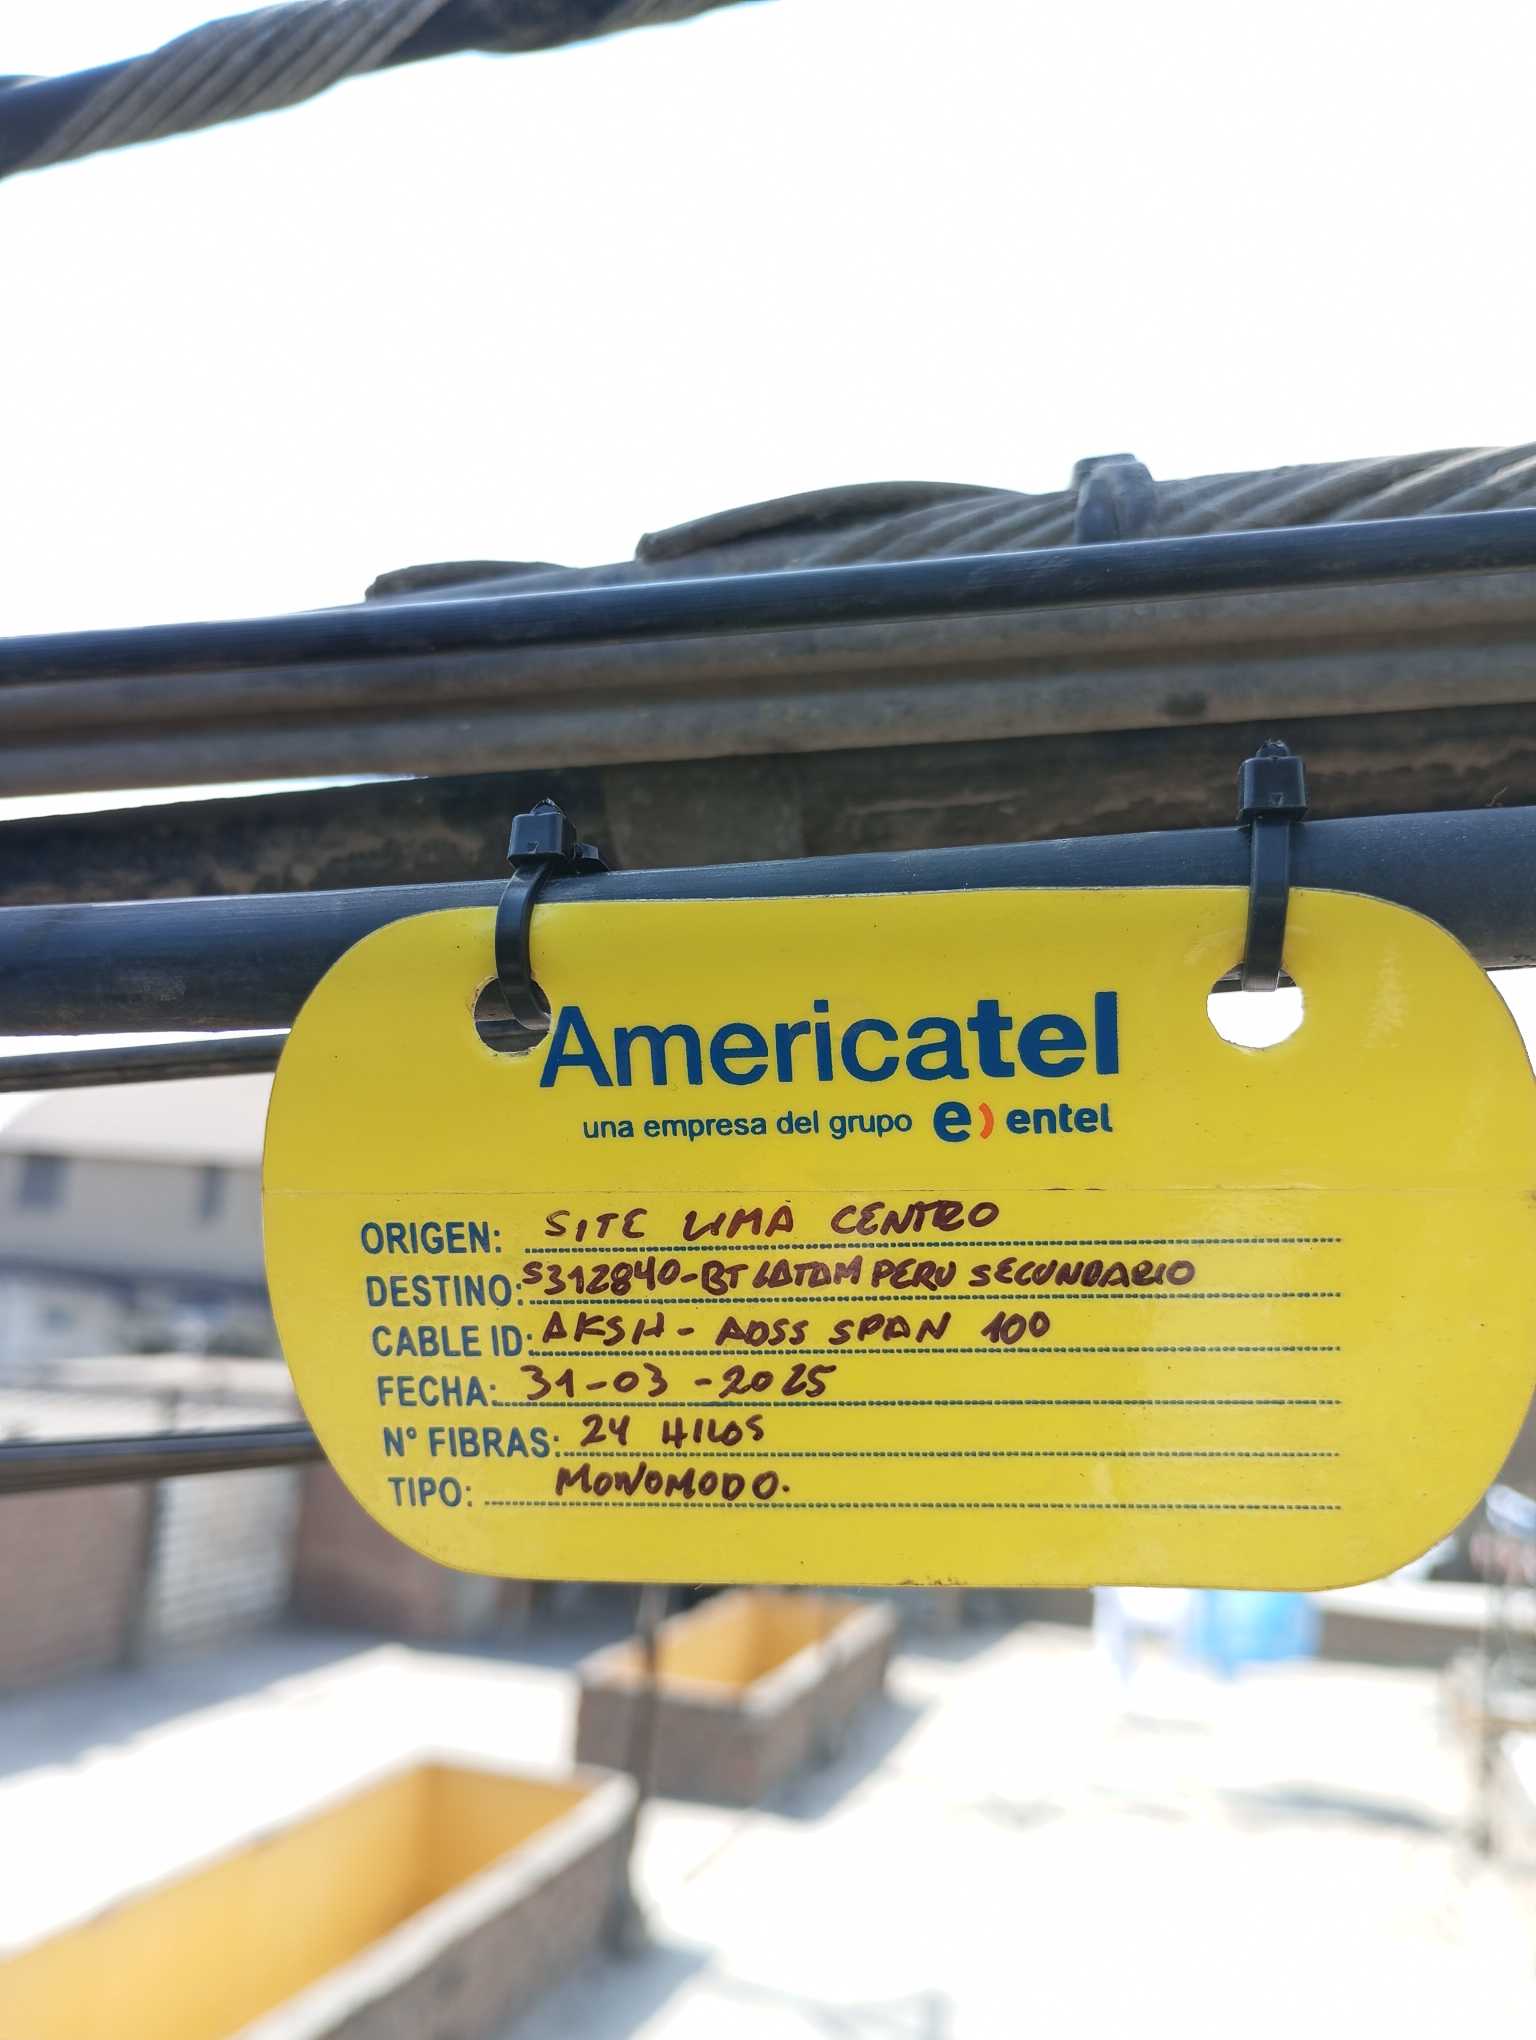 Americatel
una empresa del grupo e) entel
ORIGEN: SITE LIMA CENTRO
DESTINO: S312840-BT LATAM PERU SECUNDARIO
CABLE ID: AKSH - ADSS SPAN 100
FECHA: 31-03-2025
N° FIBRAS: 24 HILOS
TIPO: MONOMODO.